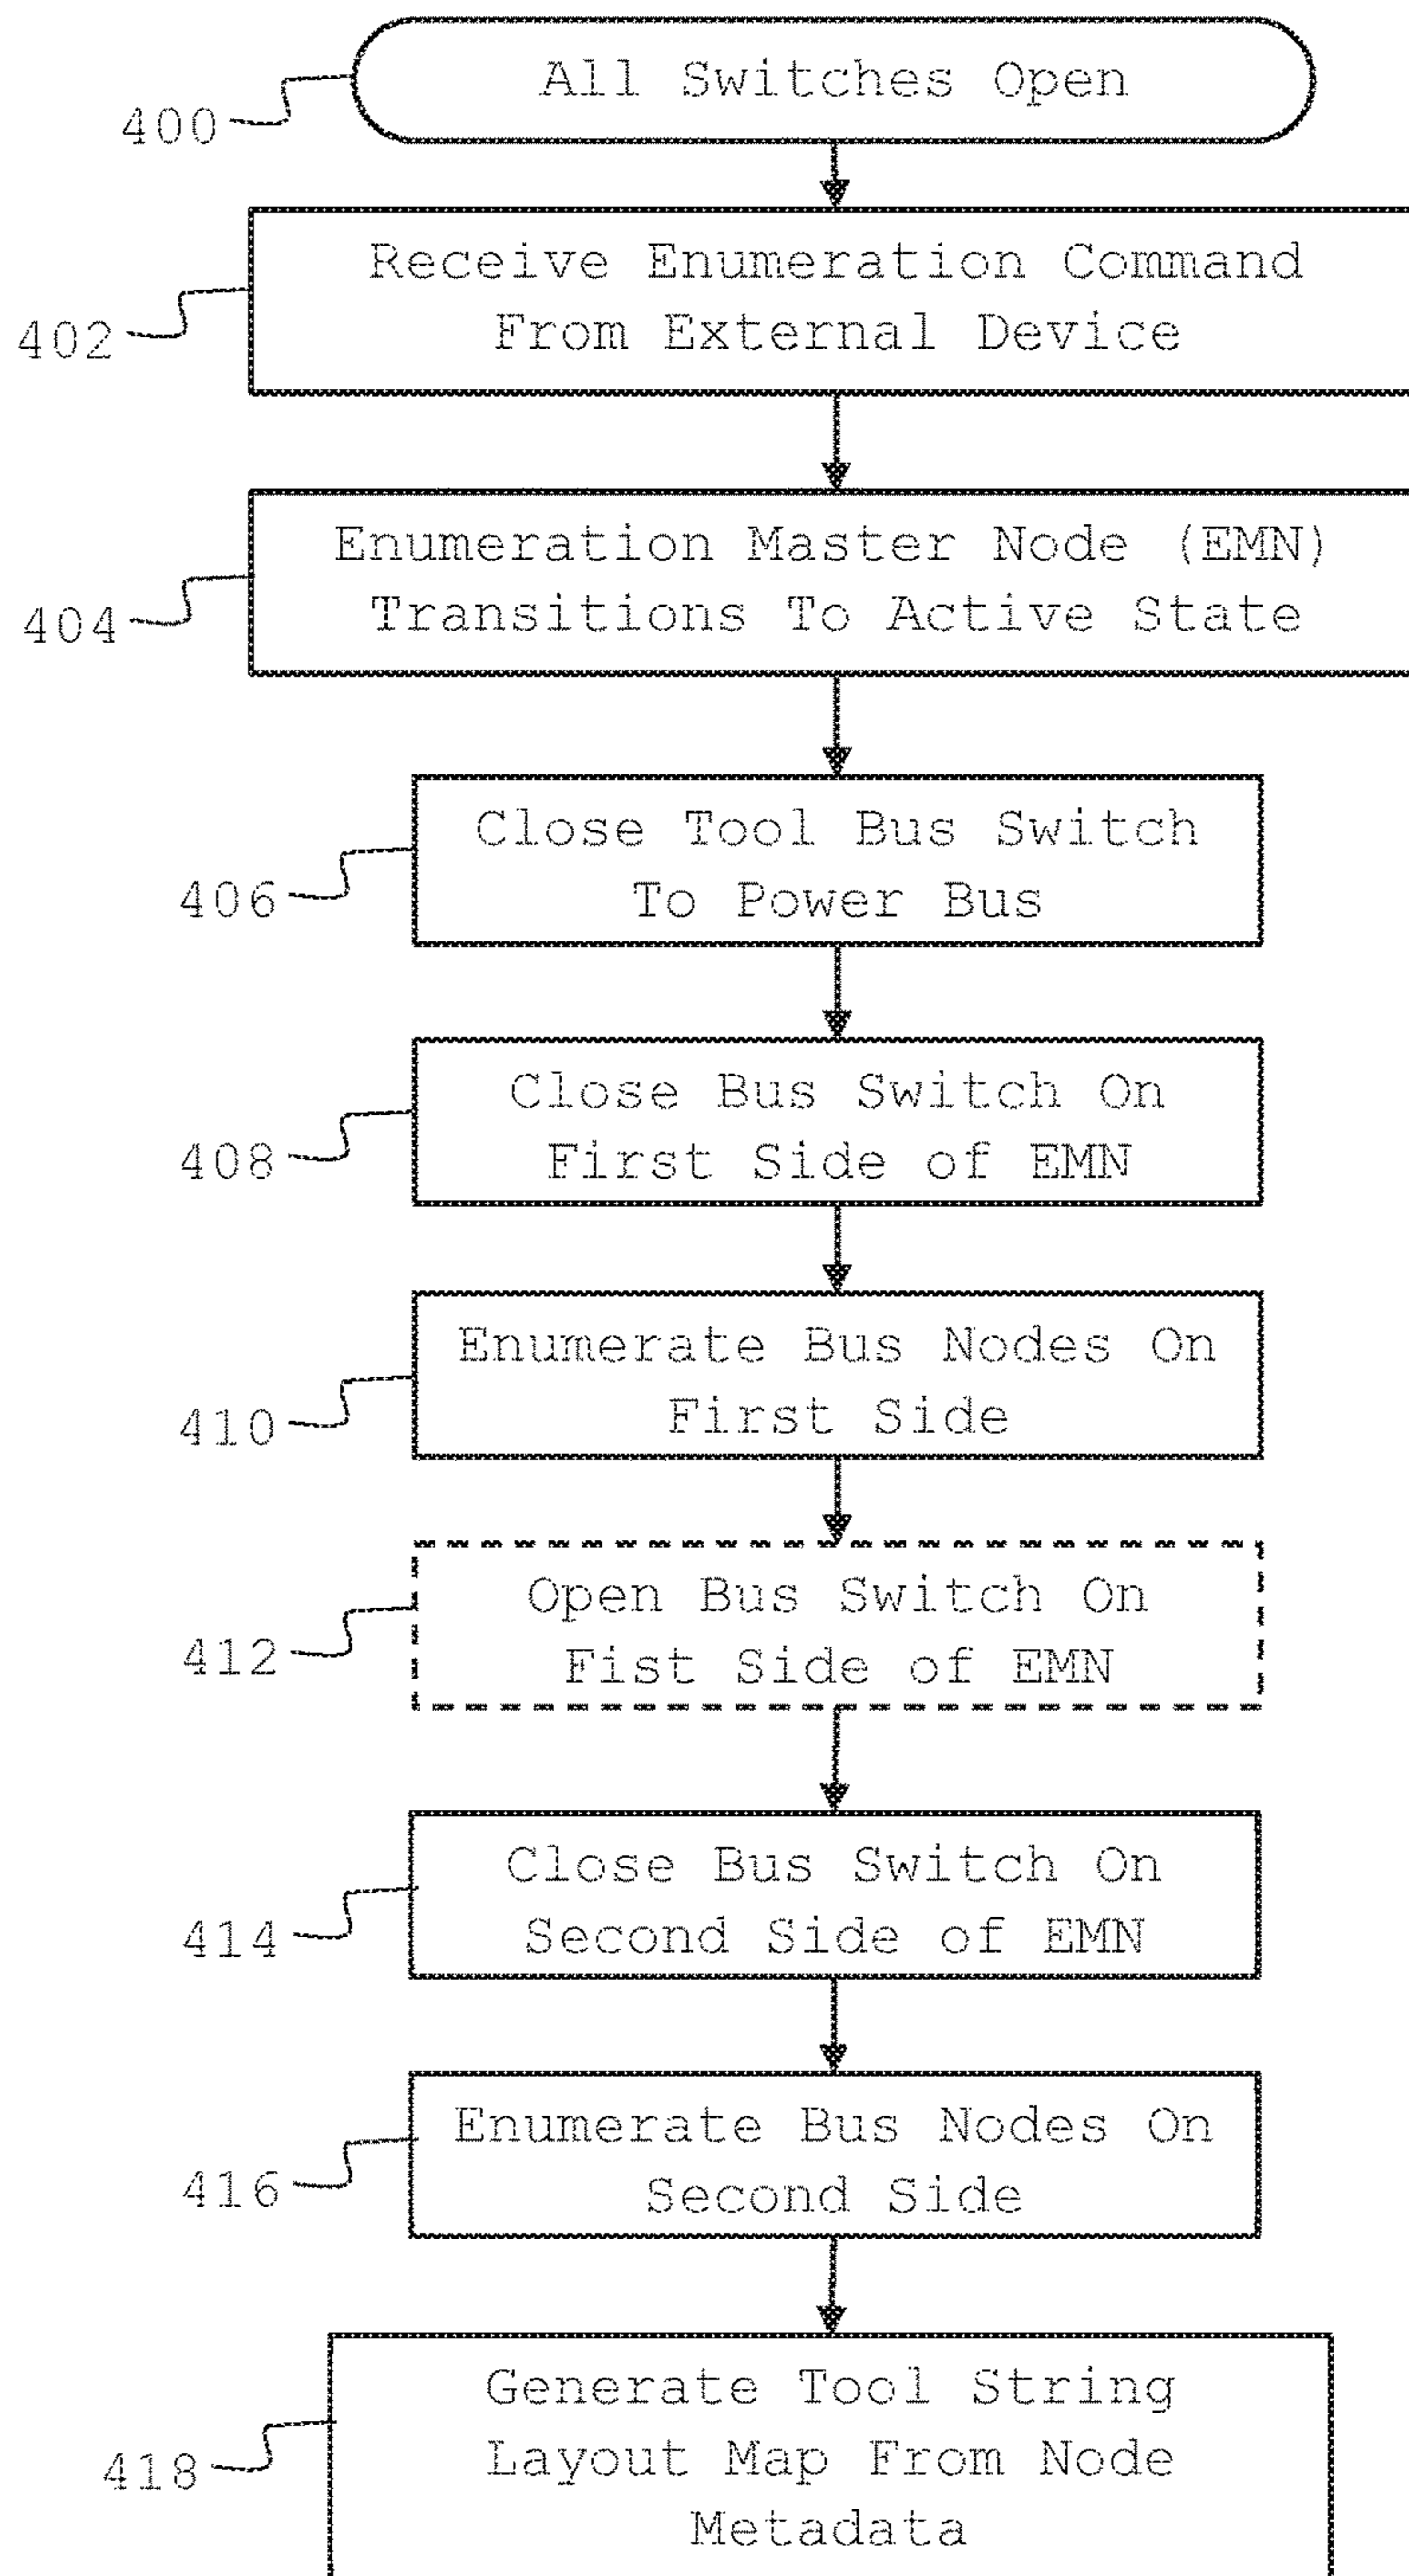 All Switches Open
400
Receive Enumeration Command
From External Device
402
Enumeration Master Node (EMN)
Transitions To Active State
404
Close Tool Bus Switch
To Power Bus
406
Close Bus Switch On
First Side of EMN
408
Enumerate Bus Nodes On
First Side
410
Open Bus Switch On
Fist Side of EMN
412
Close Bus Switch On
Second Side of EMN
414
Enumerate Bus Nodes On
Second Side
416
Generate Tool String
Layout Map From Node
Metadata
418